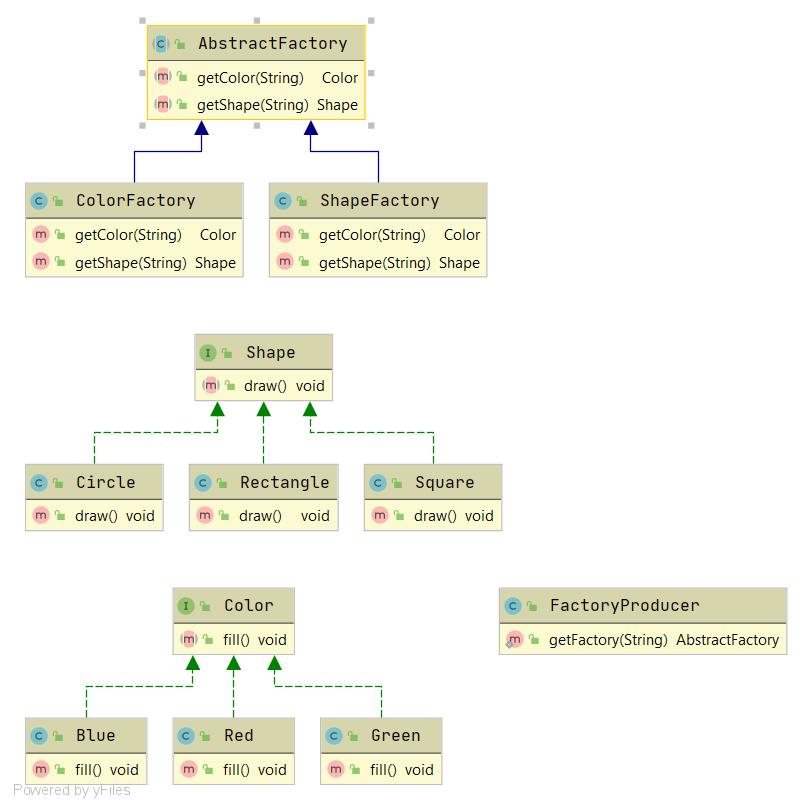 AbstractFactory
getColor(String) Color
getShape(String) Shape
ColorFactory
getColor(String) Color
getShape(String) Shape
ShapeFactory
getColor(String) Color
getShape(String) Shape
Shape
draw() void
Circle
draw() void
Rectangle
draw() void
Square
draw() void
Color
fill() void
FactoryProducer
getFactory(String) AbstractFactory
Blue
fill() void
Red
fill() void
Green
fill() void
Powered by yFiles